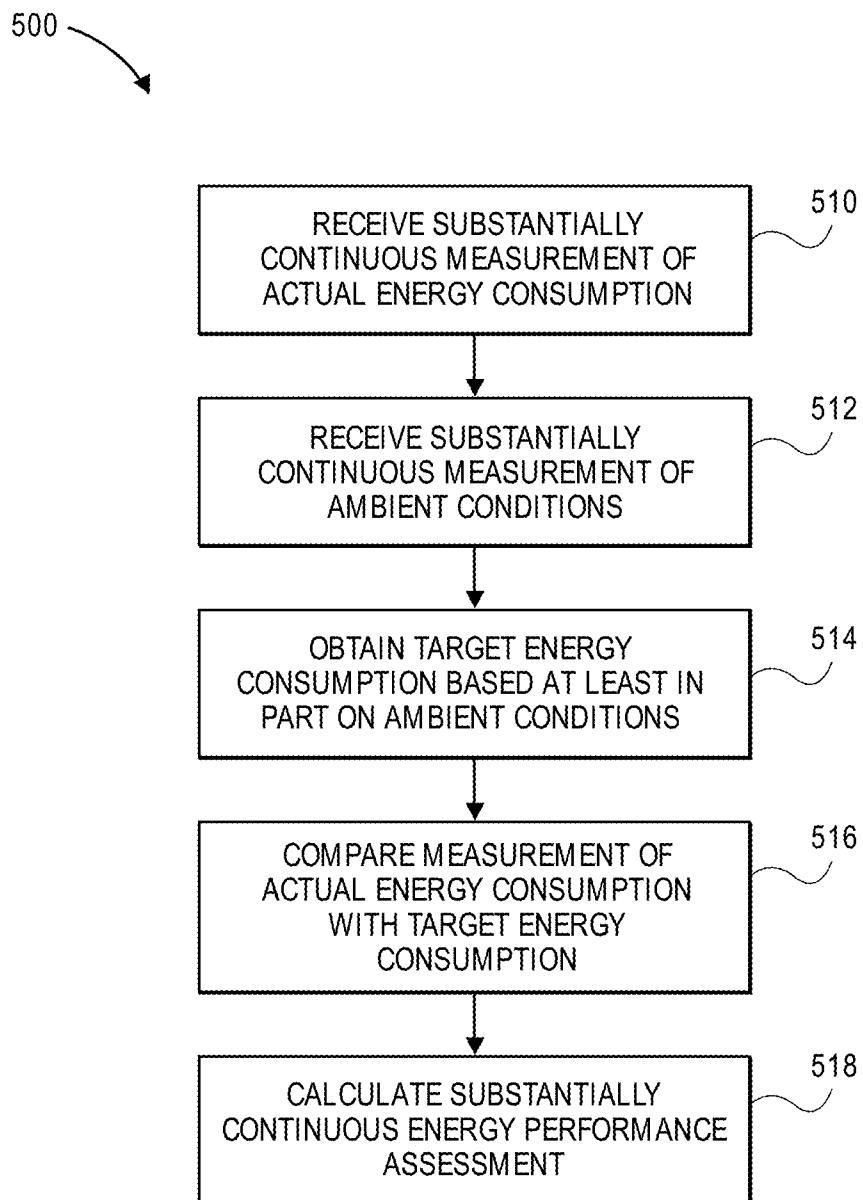 500
510
RECEIVE SUBSTANTIALLY
CONTINUOUS MEASUREMENT OF
ACTUAL ENERGY CONSUMPTION
512
RECEIVE SUBSTANTIALLY
CONTINUOUS MEASUREMENT OF
AMBIENT CONDITIONS
514
OBTAIN TARGET ENERGY
CONSUMPTION BASED AT LEAST IN
PART ON AMBIENT CONDITIONS
516
COMPARE MEASUREMENT OF
ACTUAL ENERGY CONSUMPTION
WITH TARGET ENERGY
CONSUMPTION
518
CALCULATE SUBSTANTIALLY
CONTINUOUS ENERGY PERFORMANCE
ASSESSMENT